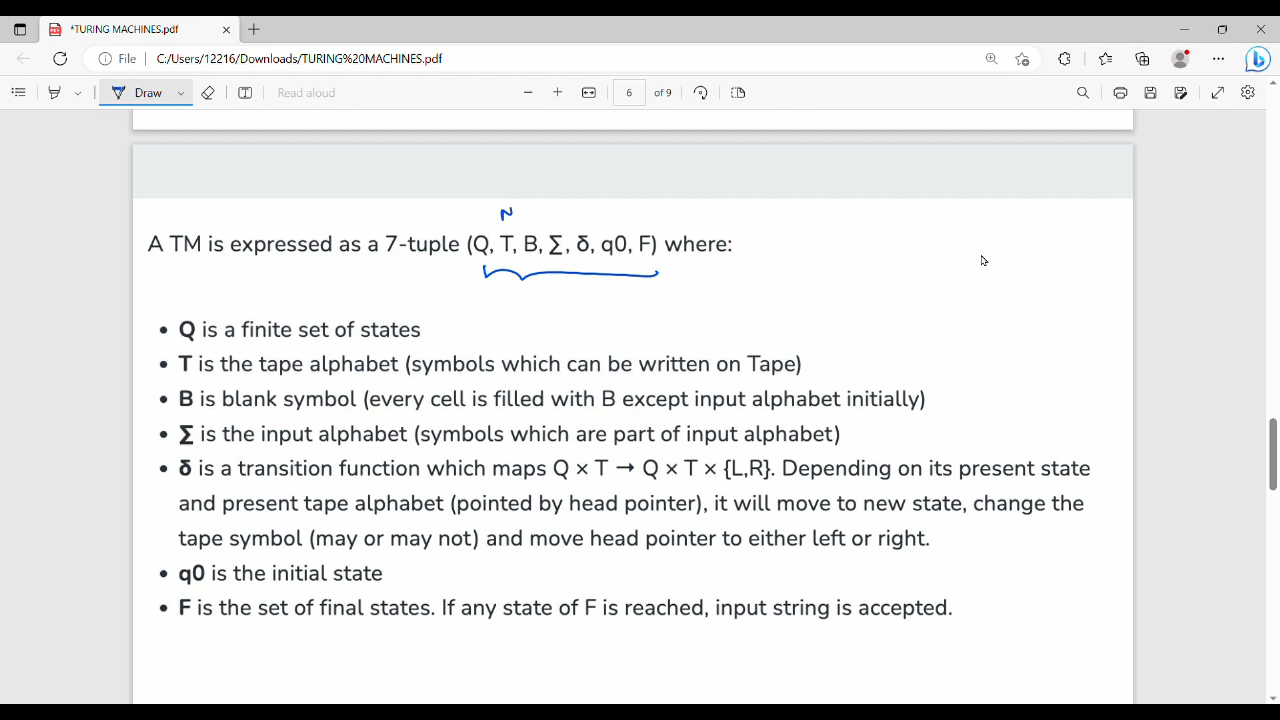 *TURING MACHINES.pdf
File C:/Users/12216/Downloads/TURING%20MACHINES.pdf
Draw Read aloud 6 of 9
A TM is expressed as a 7-tuple (Q, T, B, ∑, δ, q0, F) where:
• Q is a finite set of states
• T is the tape alphabet (symbols which can be written on Tape)
• B is blank symbol (every cell is filled with B except input alphabet initially)
• ∑ is the input alphabet (symbols which are part of input alphabet)
• δ is a transition function which maps Q × T → Q × T × {L,R}. Depending on its present state
and present tape alphabet (pointed by head pointer), it will move to new state, change the
tape symbol (may or may not) and move head pointer to either left or right.
• q0 is the initial state
• F is the set of final states. If any state of F is reached, input string is accepted.